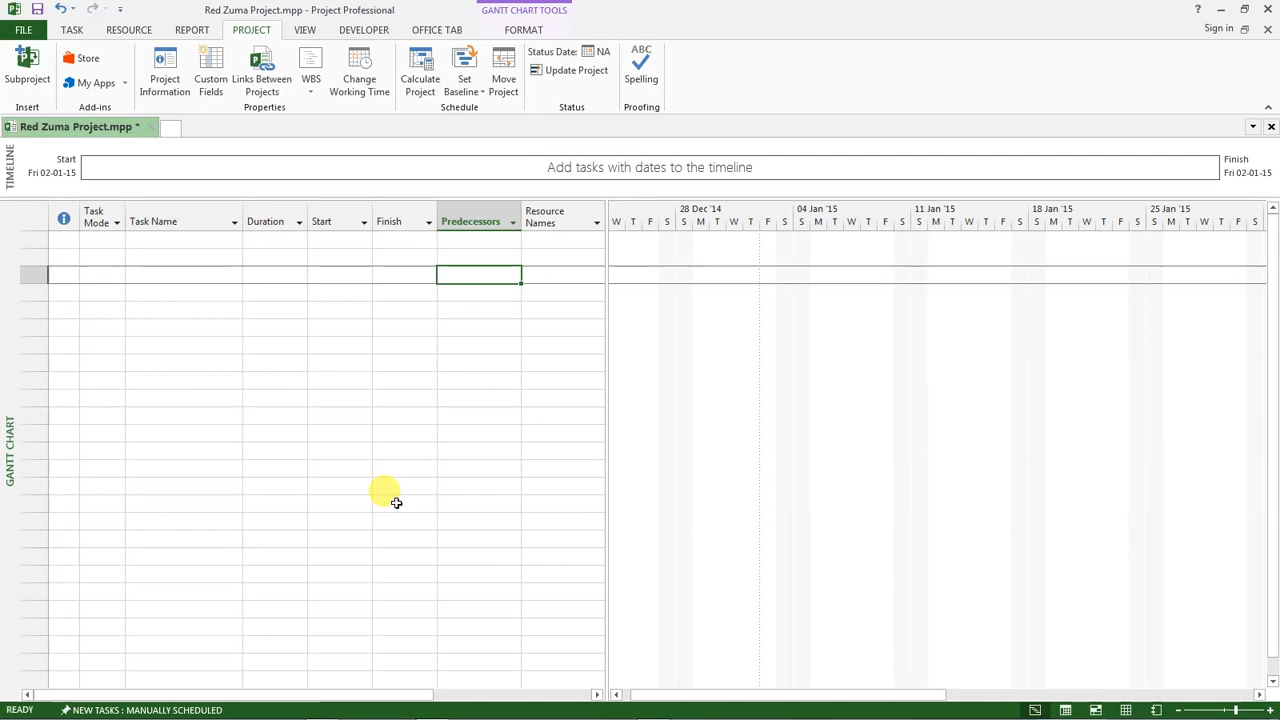 Red Zuma Project.mpp - Project Professional
GANTT CHART TOOLS
?
FILE TASK RESOURCE REPORT PROJECT VIEW DEVELOPER OFFICE TAB FORMAT Sign in
Subproject
Store
My Apps
Project Information
Custom Fields
Links Between Projects
WBS
Change Working Time
Calculate Project
Set Baseline
Move Project
Status Date: NA
Update Project
ABC
Spelling
Insert Add-ins Properties Schedule Status Proofing
Red Zuma Project.mpp *
TIMELINE
Start
Fri 02-01-15
Add tasks with dates to the timeline
Finish
Fri 02-01-15
Task Mode
Task Name
Duration
Start
Finish
Predecessors
Resource Names
28 Dec '14 04 Jan '15 11 Jan '15 18 Jan '15 25 Jan '15
W T F S S M T W T F S S M T W T F S S M T W T F S S M T W T F S S M T W T F S
GANTT CHART
READY NEW TASKS : MANUALLY SCHEDULED